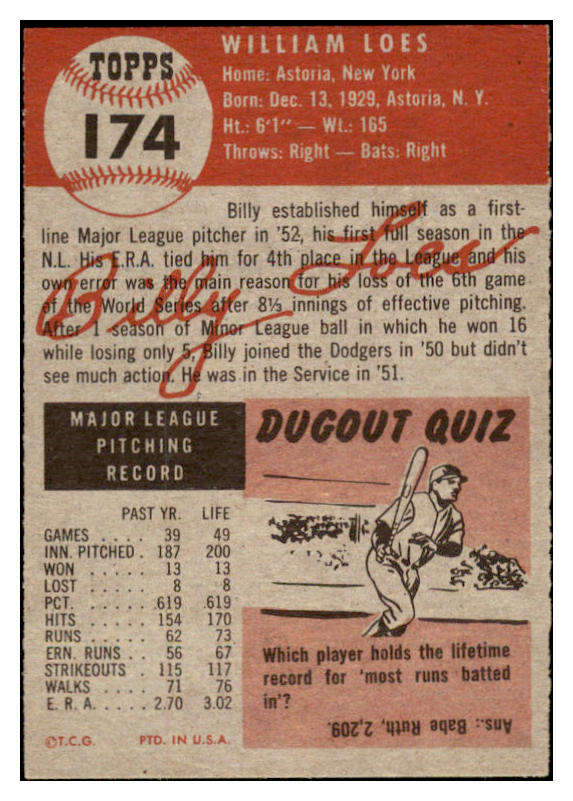 TOPPS
174
WILLIAM LOES
Home: Astoria, New York
Born: Dec. 13, 1929, Astoria, N. Y.
Ht.: 6'1" — Wt.: 165
Throws: Right — Bats: Right
Billy established himself as a first-
line Major League pitcher in '52, his first full season in the
N.L. His E.R.A. tied him for 4th place in the League and his
own error was the main reason for his loss of the 6th game
of the World Series after 8⅓ innings of effective pitching.
After 1 season of Minor League ball in which he won 16
while losing only 5, Billy joined the Dodgers in '50 but didn't
see much action. He was in the Service in '51.
Billy Loes
MAJOR LEAGUE
PITCHING
RECORD
PAST YR. LIFE
GAMES . . . . 39 49
INN. PITCHED . 187 200
WON . . . . . 13 13
LOST . . . . . 8 8
PCT. . . . . . .619 .619
HITS . . . . . 154 170
RUNS . . . . . 62 73
ERN. RUNS . . . 56 67
STRIKEOUTS . . 115 117
WALKS . . . . 71 76
E. R. A. . . . . 2.70 3.02
©T.C.G. PTD. IN U.S.A.
DUGOUT QUIZ
Which player holds the lifetime
record for 'most runs batted
in'?
Ans.: Babe Ruth, 2,209.